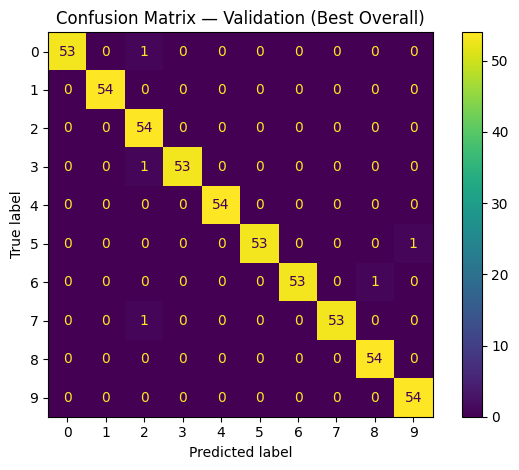 Confusion Matrix — Validation (Best Overall)
0 53 0 1 0 0 0 0 0 0 0
1 0 54 0 0 0 0 0 0 0 0
2 0 0 54 0 0 0 0 0 0 0
3 0 0 1 53 0 0 0 0 0 0
4 0 0 0 0 54 0 0 0 0 0
5 0 0 0 0 0 53 0 0 0 1
6 0 0 0 0 0 0 53 0 1 0
7 0 0 1 0 0 0 0 53 0 0
8 0 0 0 0 0 0 0 0 54 0
9 0 0 0 0 0 0 0 0 0 54
0 1 2 3 4 5 6 7 8 9
True label
Predicted label
50
40
30
20
10
0